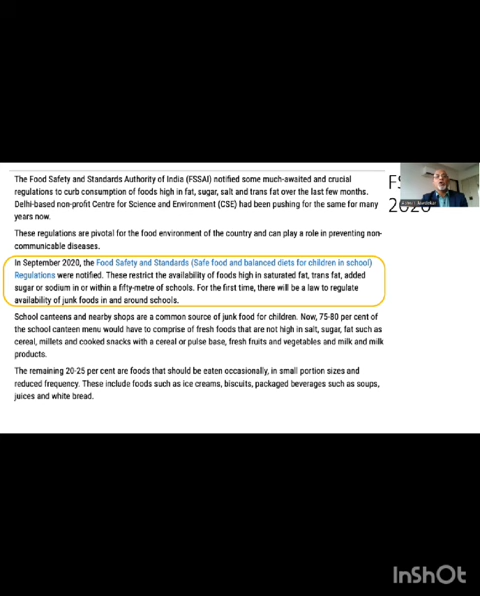 The Food Safety and Standards Authority of India (FSSAI) notified some much-awaited and crucial
regulations to curb consumption of foods high in fat, sugar, salt and trans fat over the last few months.
Delhi-based non-profit Centre for Science and Environment (CSE) had been pushing for the same for many
years now.
These regulations are pivotal for the food environment of the country and can play a role in preventing non-
communicable diseases.
In September 2020, the Food Safety and Standards (Safe food and balanced diets for children in school)
Regulations were notified. These restrict the availability of foods high in saturated fat, trans fat, added
sugar or sodium in or within a fifty-metre of schools. For the first time, there will be a law to regulate
availability of junk foods in and around schools.
School canteens and nearby shops are a common source of junk food for children. Now, 75-80 per cent of
the school canteen menu would have to comprise of fresh foods that are not high in salt, sugar, fat such as
cereal, millets and cooked snacks with a cereal or pulse base, fresh fruits and vegetables and milk and milk
products.
The remaining 20-25 per cent are foods that should be eaten occasionally, in small portion sizes and
reduced frequency. These include foods such as ice creams, biscuits, packaged beverages such as soups,
juices and white bread.
2020
InShOt